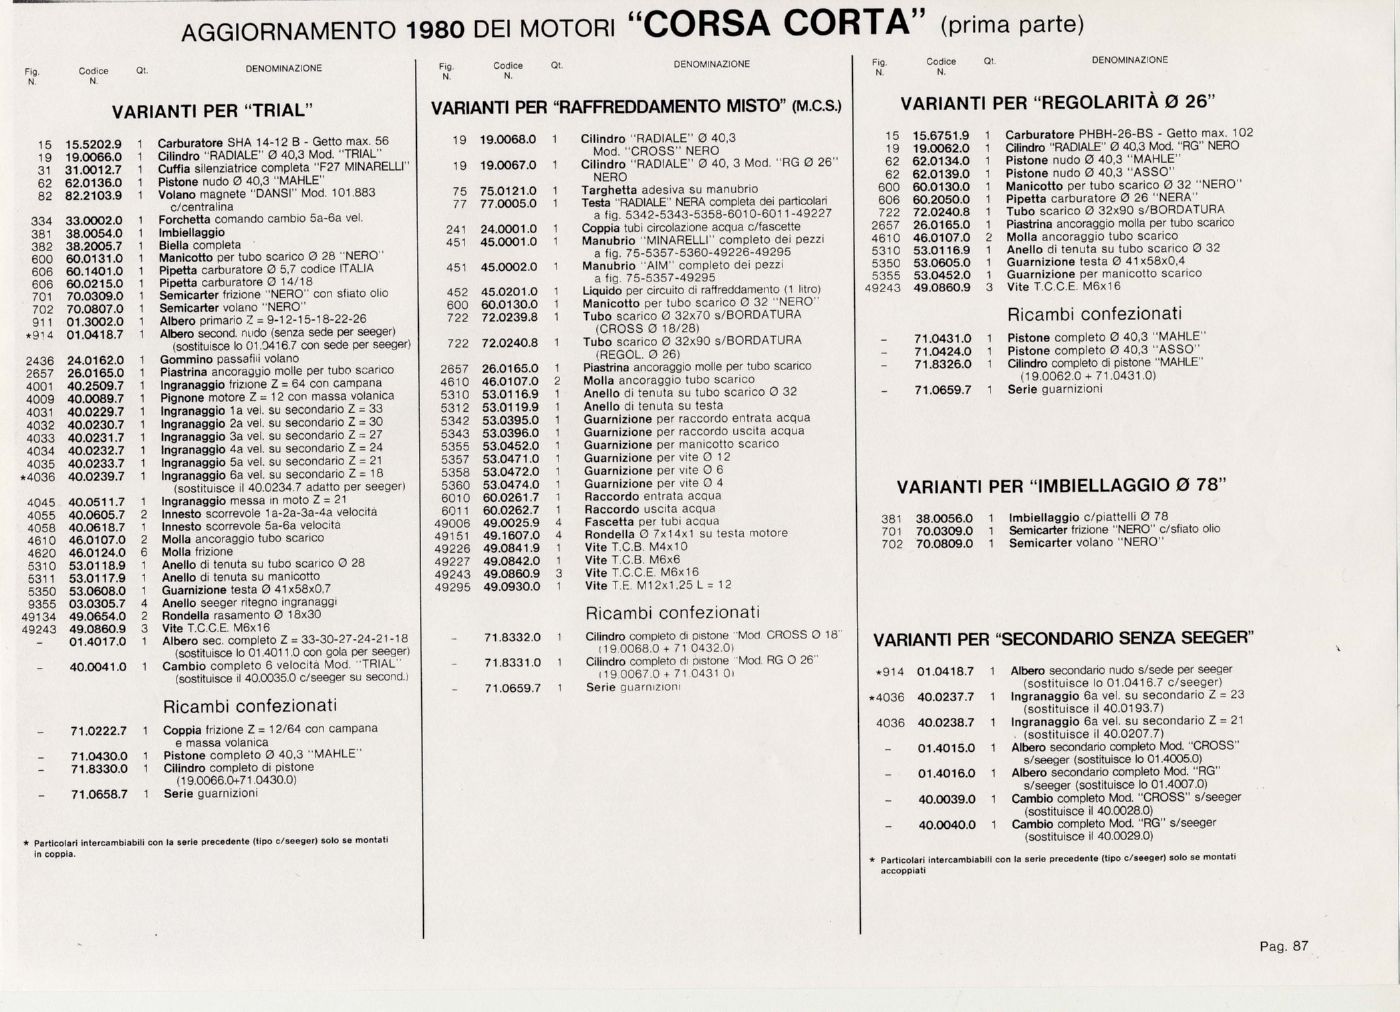 AGGIORNAMENTO 1980 DEI MOTORI "CORSA CORTA" (prima parte)
Fig. N. Codice N. Qt. DENOMINAZIONE
VARIANTI PER "TRIAL"
15 15.5202.9 1 Carburatore SHA 14-12 B - Getto max. 56
19 19.0066.0 1 Cilindro "RADIALE" Ø 40,3 Mod. "TRIAL"
31 31.0012.7 1 Cuffia silenziatrice completa "F27 MINARELLI"
62 62.0136.0 1 Pistone nudo Ø 40,3 "MAHLE"
82 82.2103.9 1 Volano magnete "DANSI" Mod. 101.883
c/centralina
334 33.0002.0 1 Forchetta comando cambio 5a-6a vel.
381 38.0054.0 1 Imbiellaggio
382 38.2005.7 1 Biella completa
600 60.0131.0 1 Manicotto per tubo scarico Ø 28 "NERO"
606 60.1401.0 1 Pipetta carburatore Ø 5,7 codice ITALIA
606 60.0215.0 1 Pipetta carburatore Ø 14/18
701 70.0309.0 1 Semicarter frizione "NERO" con sfiato olio
702 70.0807.0 1 Semicarter volano "NERO"
911 01.3002.0 1 Albero primario Z = 9-12-15-18-22-26
*914 01.0418.7 1 Albero second. nudo (senza sede per seeger)
(sostituisce lo 01.0416.7 con sede per seeger)
2436 24.0162.0 1 Gommino passafili volano
2657 26.0165.0 1 Piastrina ancoraggio molle per tubo scarico
4001 40.2509.7 1 Ingranaggio frizione Z = 64 con campana
4009 40.0089.7 1 Pignone motore Z = 12 con massa volanica
4031 40.0229.7 1 Ingranaggio 1a vel. su secondario Z = 33
4032 40.0230.7 1 Ingranaggio 2a vel. su secondario Z = 30
4033 40.0231.7 1 Ingranaggio 3a vel. su secondario Z = 27
4034 40.0232.7 1 Ingranaggio 4a vel. su secondario Z = 24
4035 40.0233.7 1 Ingranaggio 5a vel. su secondario Z = 21
*4036 40.0239.7 1 Ingranaggio 6a vel. su secondario Z = 18
(sostituisce il 40.0234.7 adatto per seeger)
4045 40.0511.7 1 Ingranaggio messa in moto Z = 21
4055 40.0605.7 2 Innesto scorrevole 1a-2a-3a-4a velocità
4058 40.0618.7 1 Innesto scorrevole 5a-6a velocità
4610 46.0107.0 2 Molla ancoraggio tubo scarico
4620 46.0124.0 6 Molla frizione
5310 53.0118.9 1 Anello di tenuta su tubo scarico Ø 28
5311 53.0117.9 1 Anello di tenuta su manicotto
5350 53.0608.0 1 Guarnizione testa Ø 41x58x0,7
9355 03.0305.7 4 Anello seeger ritegno ingranaggi
49134 49.0654.0 2 Rondella rasamento Ø 18x30
49243 49.0860.9 3 Vite T.C.C.E. M6x16
– 01.4017.0 1 Albero sec. completo Z = 33-30-27-24-21-18
(sostituisce lo 01.4011.0 con gola per seeger)
– 40.0041.0 1 Cambio completo 6 velocità Mod. "TRIAL"
(sostituisce il 40.0035.0 c/seeger su second.)
Ricambi confezionati
– 71.0222.7 1 Coppia frizione Z = 12/64 con campana
e massa volanica
– 71.0430.0 1 Pistone completo Ø 40,3 "MAHLE"
– 71.8330.0 1 Cilindro completo di pistone
(19.0066.0+71.0430.0)
– 71.0658.7 1 Serie guarnizioni
* Particolari intercambiabili con la serie precedente (tipo c/seeger) solo se montati
in coppia.
Fig. N. Codice N. Qt. DENOMINAZIONE
VARIANTI PER "RAFFREDDAMENTO MISTO" (M.C.S.)
19 19.0068.0 1 Cilindro "RADIALE" Ø 40,3
Mod. "CROSS" NERO
19 19.0067.0 1 Cilindro "RADIALE" Ø 40, 3 Mod. "RG Ø 26"
NERO
75 75.0121.0 1 Targhetta adesiva su manubrio
77 77.0005.0 1 Testa "RADIALE" NERA completa dei particolari
a fig. 5342-5343-5358-6010-6011-49227
241 24.0001.0 1 Coppia tubi circolazione acqua c/fascette
451 45.0001.0 1 Manubrio "MINARELLI" completo dei pezzi
a fig. 75-5357-5360-49226-49295
451 45.0002.0 1 Manubrio "AIM" completo dei pezzi
a fig. 75-5357-49295
452 45.0201.0 1 Liquido per circuito di raffreddamento (1 litro)
600 60.0130.0 1 Manicotto per tubo scarico Ø 32 "NERO"
722 72.0239.8 1 Tubo scarico Ø 32x70 s/BORDATURA
(CROSS Ø 18/28)
722 72.0240.8 1 Tubo scarico Ø 32x90 s/BORDATURA
(REGOL. Ø 26)
2657 26.0165.0 1 Piastrina ancoraggio molle per tubo scarico
4610 46.0107.0 2 Molla ancoraggio tubo scarico
5310 53.0116.9 1 Anello di tenuta su tubo scarico Ø 32
5312 53.0119.9 1 Anello di tenuta su testa
5342 53.0395.0 1 Guarnizione per raccordo entrata acqua
5343 53.0396.0 1 Guarnizione per raccordo uscita acqua
5355 53.0452.0 1 Guarnizione per manicotto scarico
5357 53.0471.0 1 Guarnizione per vite Ø 12
5358 53.0472.0 1 Guarnizione per vite Ø 6
5360 53.0474.0 1 Guarnizione per vite Ø 4
6010 60.0261.7 1 Raccordo entrata acqua
6011 60.0262.7 1 Raccordo uscita acqua
49006 49.0025.9 4 Fascetta per tubi acqua
49151 49.1607.0 4 Rondella Ø 7x14x1 su testa motore
49226 49.0841.9 1 Vite T.C.B. M4x10
49227 49.0842.0 1 Vite T.C.B. M6x6
49243 49.0860.9 3 Vite T.C.C.E. M6x16
49295 49.0930.0 1 Vite T.E. M12x1,25 L = 12
Ricambi confezionati
– 71.8332.0 1 Cilindro completo di pistone "Mod. CROSS Ø 18"
(19.0068.0 + 71.0432.0)
– 71.8331.0 1 Cilindro completo di pistone "Mod. RG O 26"
(19.0067.0 + 71.0431 0)
– 71.0659.7 1 Serie guarnizioni
Fig. N. Codice N. Qt. DENOMINAZIONE
VARIANTI PER "REGOLARITÀ Ø 26"
15 15.6751.9 1 Carburatore PHBH-26-BS - Getto max. 102
19 19.0062.0 1 Cilindro "RADIALE" Ø 40,3 Mod. "RG" NERO
62 62.0134.0 1 Pistone nudo Ø 40,3 "MAHLE"
62 62.0139.0 1 Pistone nudo Ø 40,3 "ASSO"
600 60.0130.0 1 Manicotto per tubo scarico Ø 32 "NERO"
606 60.2050.0 1 Pipetta carburatore Ø 26 "NERA"
722 72.0240.8 1 Tubo scarico Ø 32x90 s/BORDATURA
2657 26.0165.0 1 Piastrina ancoraggio molla per tubo scarico
4610 46.0107.0 2 Molla ancoraggio tubo scarico
5310 53.0116.9 1 Anello di tenuta su tubo scarico Ø 32
5350 53.0605.0 1 Guarnizione testa Ø 41x58x0,4
5355 53.0452.0 1 Guarnizione per manicotto scarico
49243 49.0860.9 3 Vite T.C.C.E. M6x16
Ricambi confezionati
– 71.0431.0 1 Pistone completo Ø 40,3 "MAHLE"
– 71.0424.0 1 Pistone completo Ø 40,3 "ASSO"
– 71.8326.0 1 Cilindro completo di pistone "MAHLE"
(19.0062.0 + 71.0431.0)
– 71.0659.7 1 Serie guarnizioni
VARIANTI PER "IMBIELLAGGIO Ø 78"
381 38.0056.0 1 Imbiellaggio c/piattelli Ø 78
701 70.0309.0 1 Semicarter frizione "NERO" c/sfiato olio
702 70.0809.0 1 Semicarter volano "NERO"
VARIANTI PER "SECONDARIO SENZA SEEGER"
*914 01.0418.7 1 Albero secondario nudo s/sede per seeger
(sostituisce lo 01.0416.7 c/seeger)
*4036 40.0237.7 1 Ingranaggio 6a vel. su secondario Z = 23
(sostituisce il 40.0193.7)
4036 40.0238.7 1 Ingranaggio 6a vel. su secondario Z = 21
(sostituisce il 40.0207.7)
– 01.4015.0 1 Albero secondario completo Mod. "CROSS"
s/seeger (sostituisce lo 01.4005.0)
– 01.4016.0 1 Albero secondario completo Mod. "RG"
s/seeger (sostituisce lo 01.4007.0)
– 40.0039.0 1 Cambio completo Mod. "CROSS" s/seeger
(sostituisce il 40.0028.0)
– 40.0040.0 1 Cambio completo Mod. "RG" s/seeger
(sostituisce il 40.0029.0)
* Particolari intercambiabili con la serie precedente (tipo c/seeger) solo se montati
accoppiati
Pag. 87